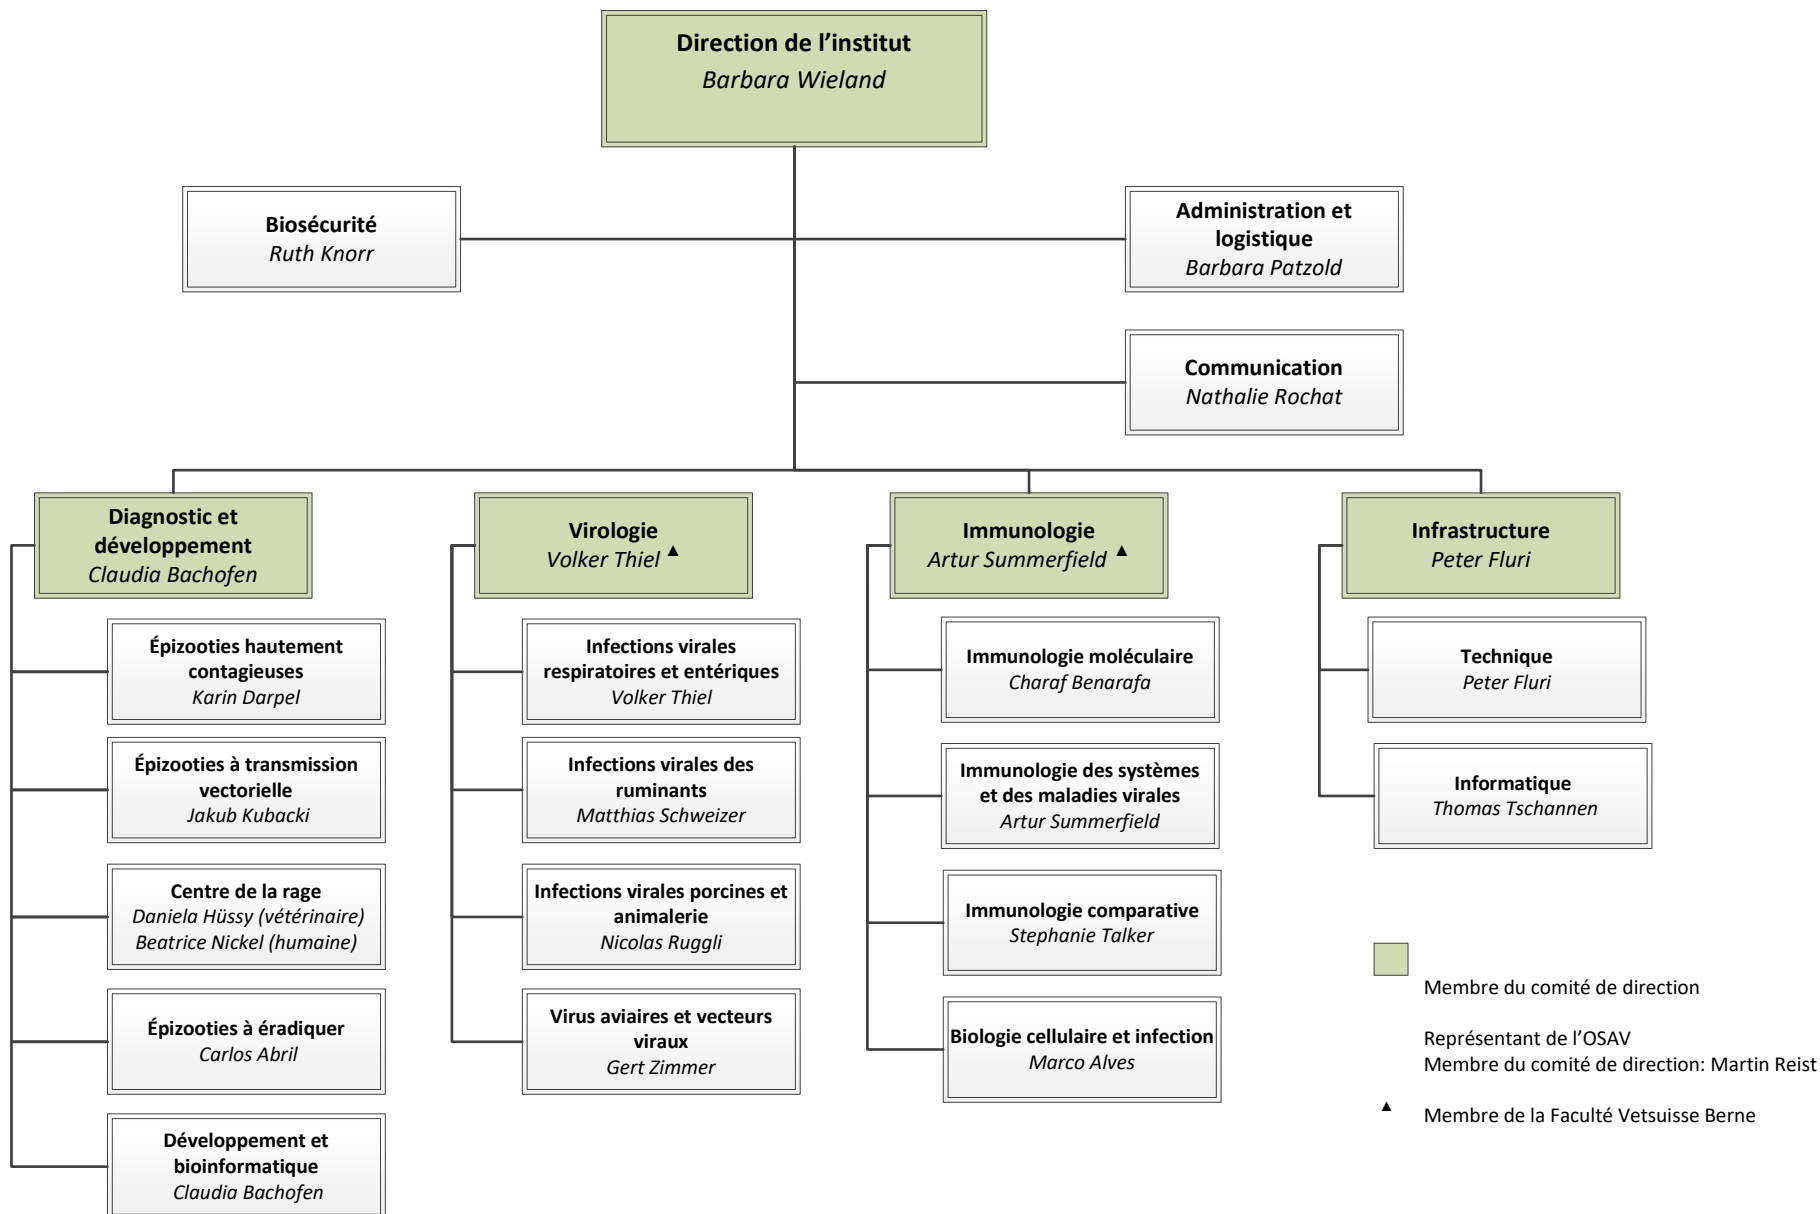 Direction de l’institut
Barbara Wieland
Biosécurité
Ruth Knorr
Administration et
logistique
Barbara Patzold
Communication
Nathalie Rochat
Diagnostic et
développement
Claudia Bachofen
Virologie
Volker Thiel ▲
Immunologie
Artur Summerfield ▲
Infrastructure
Peter Fluri
Épizooties hautement
contagieuses
Karin Darpel
Épizooties à transmission
vectorielle
Jakub Kubacki
Centre de la rage
Daniela Hüssy (vétérinaire)
Beatrice Nickel (humaine)
Épizooties à éradiquer
Carlos Abril
Développement et
bioinformatique
Claudia Bachofen
Infections virales
respiratoires et entériques
Volker Thiel
Infections virales des
ruminants
Matthias Schweizer
Infections virales porcines et
animalerie
Nicolas Ruggli
Virus aviaires et vecteurs
viraux
Gert Zimmer
Immunologie moléculaire
Charaf Benarafa
Immunologie des systèmes
et des maladies virales
Artur Summerfield
Immunologie comparative
Stephanie Talker
Biologie cellulaire et infection
Marco Alves
Technique
Peter Fluri
Informatique
Thomas Tschannen
Membre du comité de direction
Représentant de l’OSAV
Membre du comité de direction: Martin Reist
▲ Membre de la Faculté Vetsuisse Berne